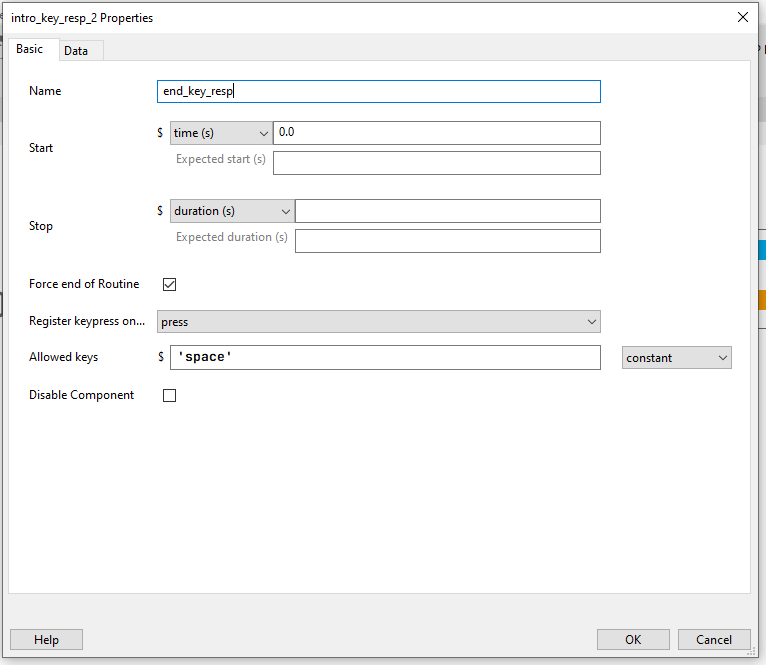 intro_key_resp_2 Properties
Basic Data
Name end_key_resp
$ time (s) 0.0
Start
Expected start (s)
$ duration (s)
Stop
Expected duration (s)
Force end of Routine
Register keypress on... press
Allowed keys $ 'space' constant
Disable Component
Help OK Cancel